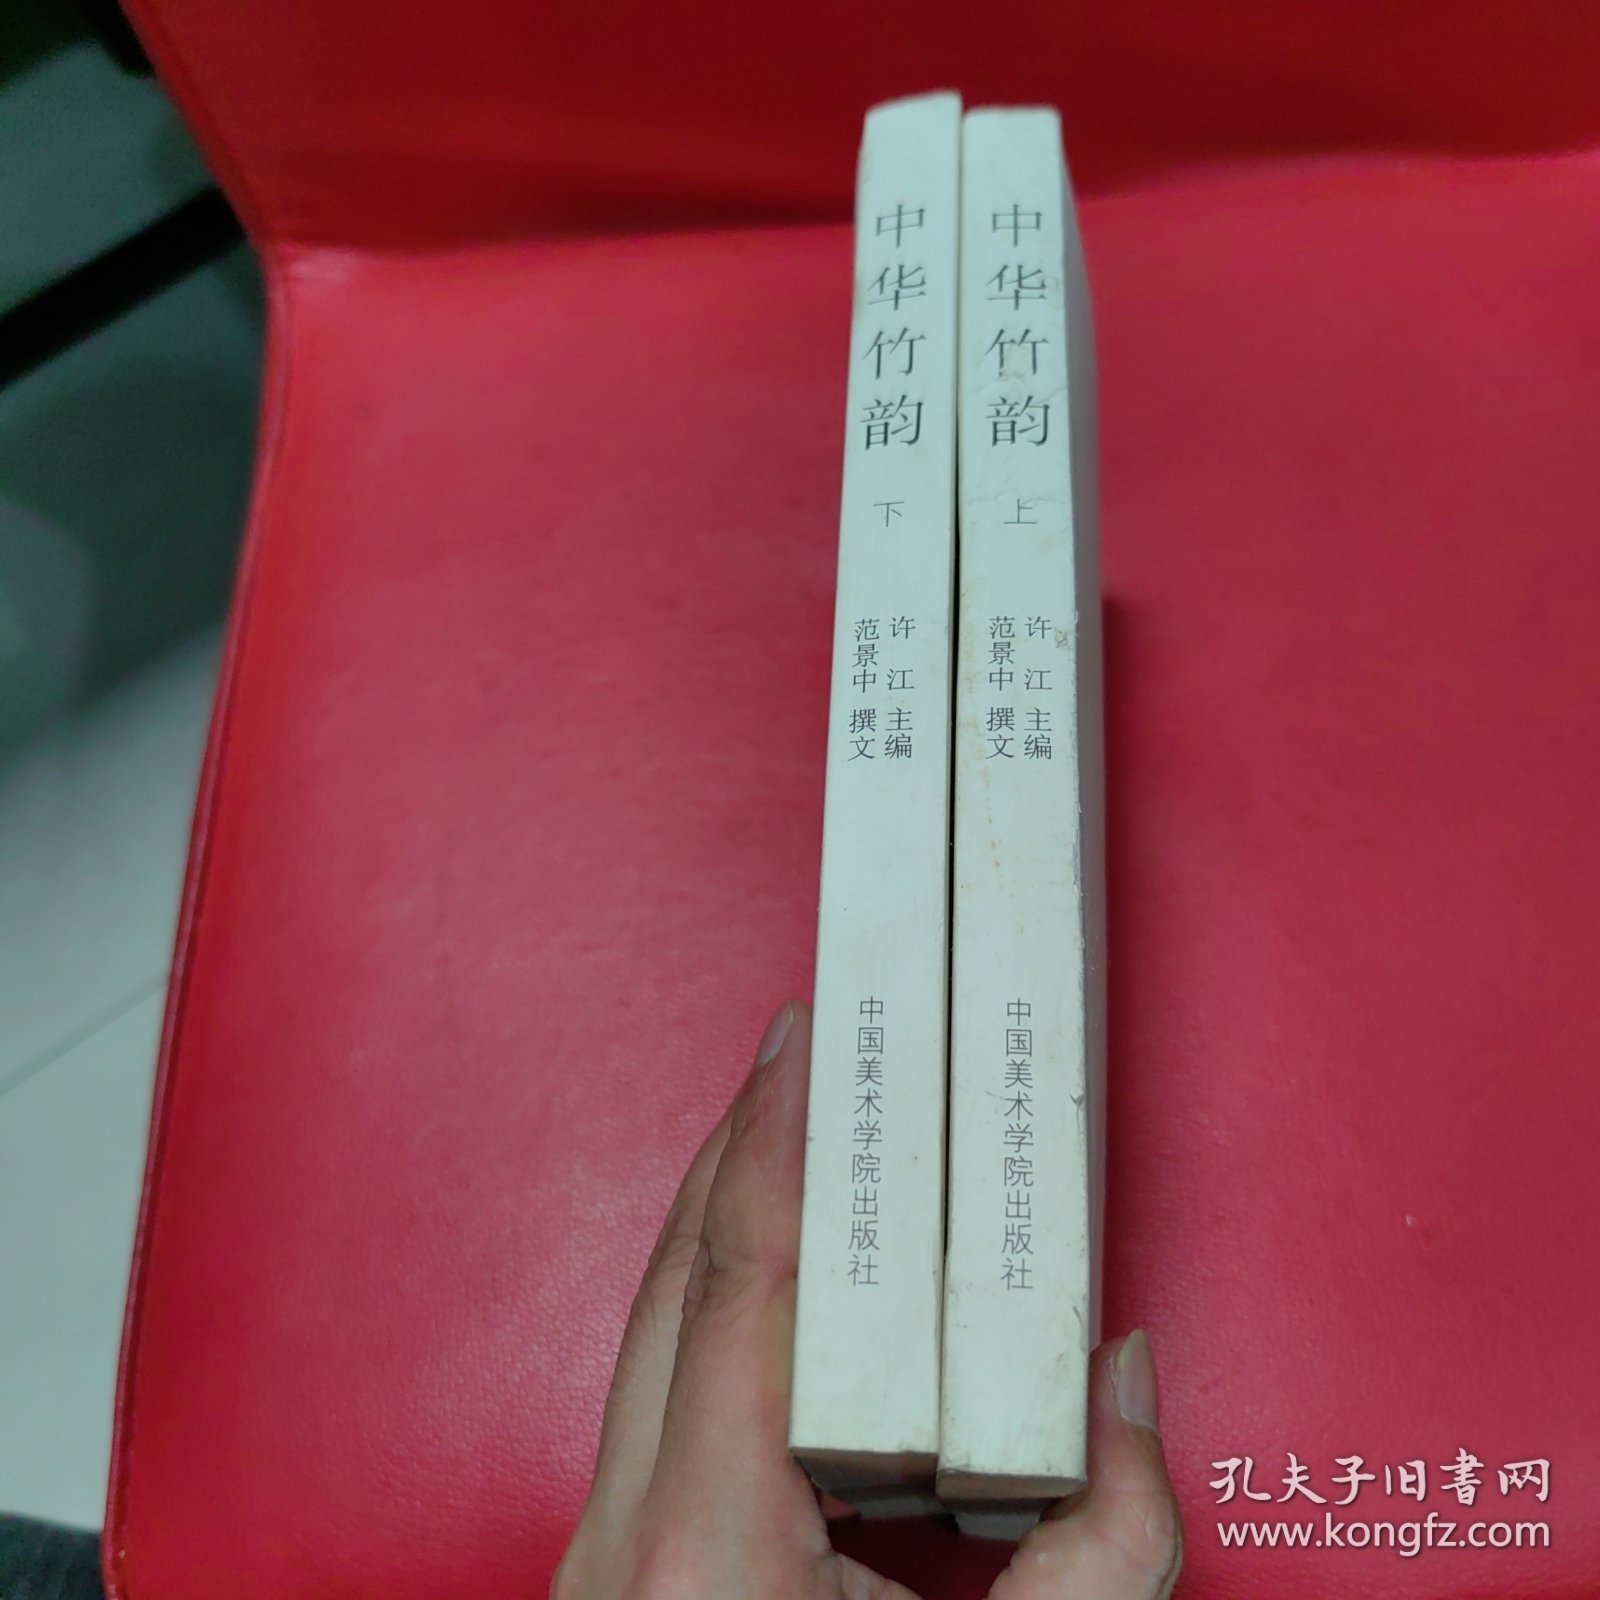 中华竹韵
上
许江 主编
范景中 撰文
中国美术学院出版社
中华竹韵
下
许江 主编
范景中 撰文
中国美术学院出版社
孔夫子旧书网
www.kongfz.com